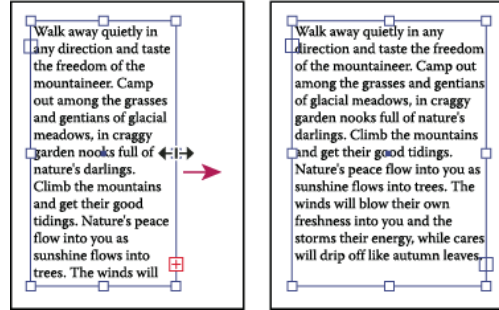 Walk away quietly in
any direction and taste
the freedom of the
mountaineer. Camp
out among the grasses
and gentians of glacial
meadows, in craggy
garden nooks full of
nature's darlings.
Climb the mountains
and get their good
tidings. Nature's peace
flow into you as
sunshine flows into
trees. The winds will
Walk away quietly in any
direction and taste the freedom
of the mountaineer. Camp out
among the grasses and gentians
of glacial meadows, in craggy
garden nooks full of nature's
darlings. Climb the mountains
and get their good tidings.
Nature's peace flow into you as
sunshine flows into trees. The
winds will blow their own
freshness into you and the
storms their energy, while cares
will drip off like autumn leaves.